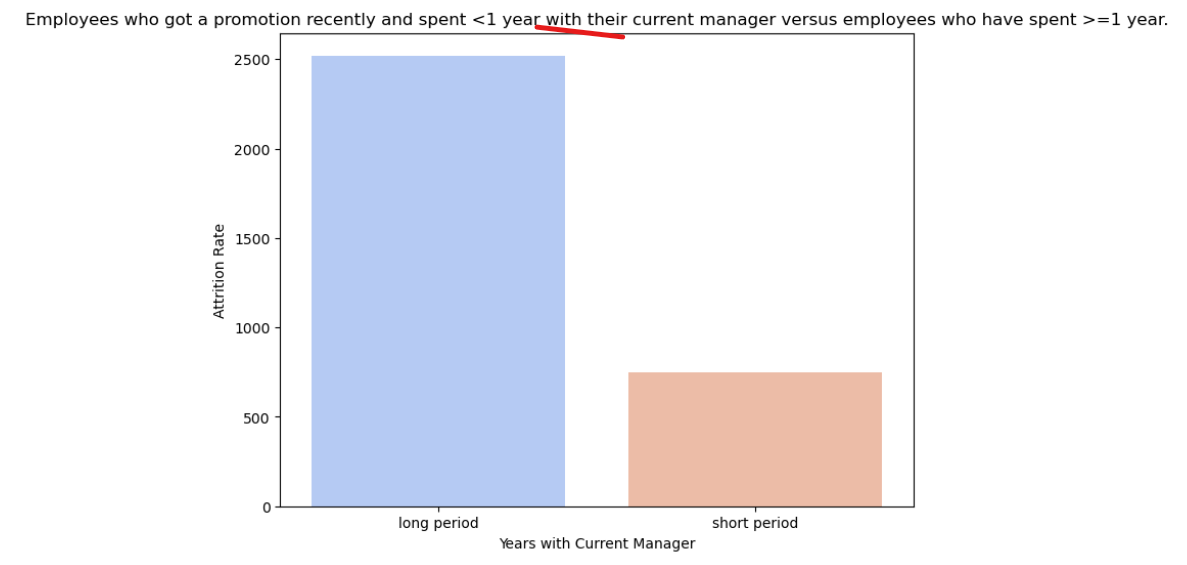 Employees who got a promotion recently and spent <1 year with their current manager versus employees who have spent >=1 year.
2500
2000
1500
1000
500
0
Attrition Rate
long period
short period
Years with Current Manager